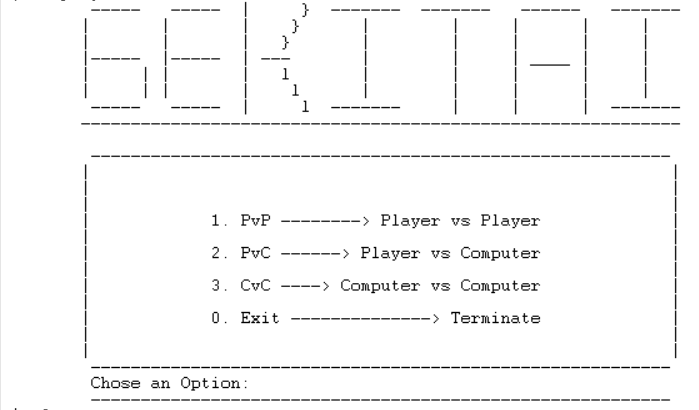 GEKITAI
1. PvP --------> Player vs Player
2. PvC ------> Player vs Computer
3. CvC ----> Computer vs Computer
0. Exit --------------> Terminate
Chose an Option: